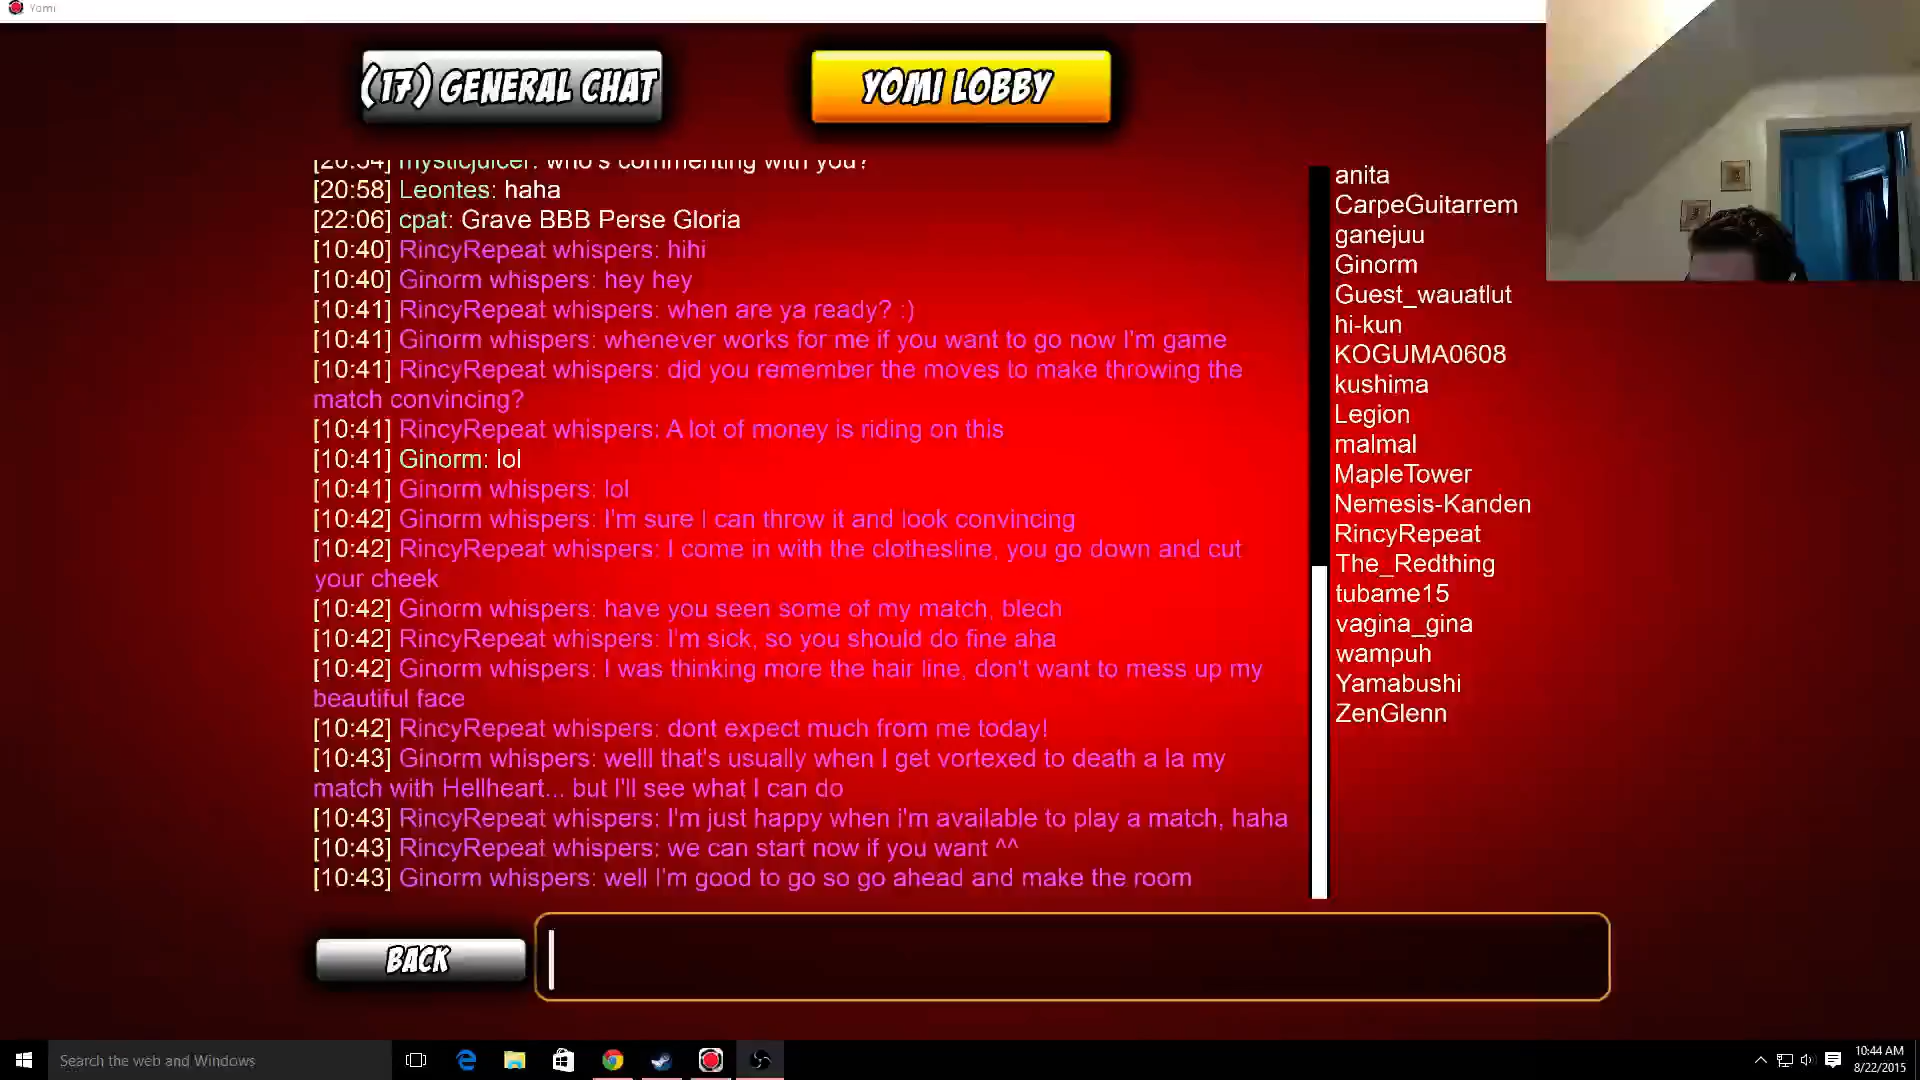 Yomi
(17) GENERAL CHAT
YOMI LOBBY
[20:54] mysticjuicer: who's commenting with you?
[20:58] Leontes: haha
[22:06] cpat: Grave BBB Perse Gloria
[10:40] RincyRepeat whispers: hihi
[10:40] Ginorm whispers: hey hey
[10:41] RincyRepeat whispers: when are ya ready? :)
[10:41] Ginorm whispers: whenever works for me if you want to go now I'm game
[10:41] RincyRepeat whispers: did you remember the moves to make throwing the
match convincing?
[10:41] RincyRepeat whispers: A lot of money is riding on this
[10:41] Ginorm: lol
[10:41] Ginorm whispers: lol
[10:42] Ginorm whispers: I'm sure I can throw it and look convincing
[10:42] RincyRepeat whispers: I come in with the clothesline, you go down and cut
your cheek
[10:42] Ginorm whispers: have you seen some of my match, blech
[10:42] RincyRepeat whispers: I'm sick, so you should do fine aha
[10:42] Ginorm whispers: I was thinking more the hair line, don't want to mess up my
beautiful face
[10:42] RincyRepeat whispers: dont expect much from me today!
[10:43] Ginorm whispers: welll that's usually when I get vortexed to death a la my
match with Hellheart... but I'll see what I can do
[10:43] RincyRepeat whispers: I'm just happy when i'm available to play a match, haha
[10:43] RincyRepeat whispers: we can start now if you want ^^
[10:43] Ginorm whispers: well I'm good to go so go ahead and make the room
anita
CarpeGuitarrem
ganejuu
Ginorm
Guest_wauatlut
hi-kun
KOGUMA0608
kushima
Legion
malmal
MapleTower
Nemesis-Kanden
RincyRepeat
The_Redthing
tubame15
vagina_gina
wampuh
Yamabushi
ZenGlenn
BACK
Search the web and Windows
10:44 AM
8/22/2015